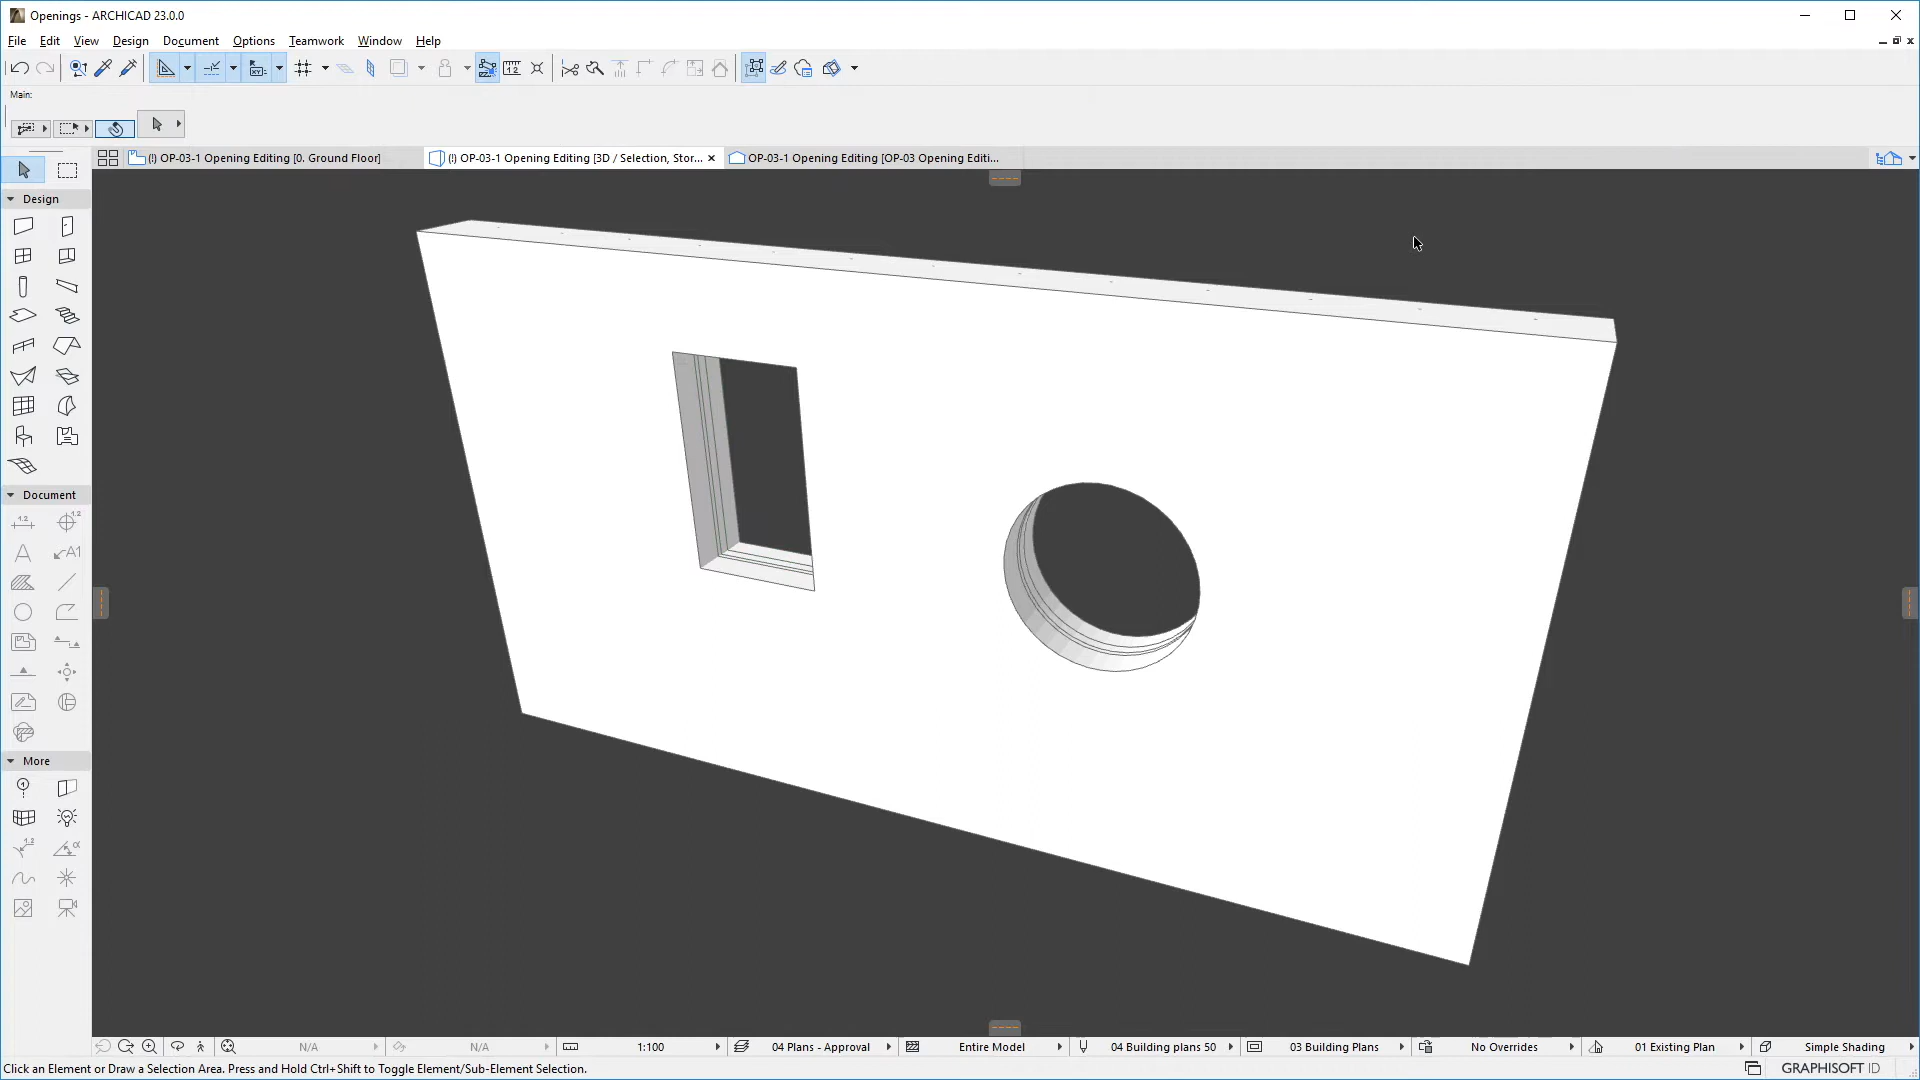 Openings - ARCHICAD 23.0.0
File Edit View Design Document Options Teamwork Window Help
Main:
(!) OP-03-1 Opening Editing [0. Ground Floor]
(!) OP-03-1 Opening Editing [3D / Selection, Stor...
OP-03-1 Opening Editing [OP-03 Opening Editi...
Design
Document
More
N/A
N/A
1:100
04 Plans - Approval
Entire Model
04 Building plans 50
03 Building Plans
No Overrides
01 Existing Plan
Simple Shading
Click an Element or Draw a Selection Area. Press and Hold Ctrl+Shift to Toggle Element/Sub-Element Selection.
GRAPHISOFT ID